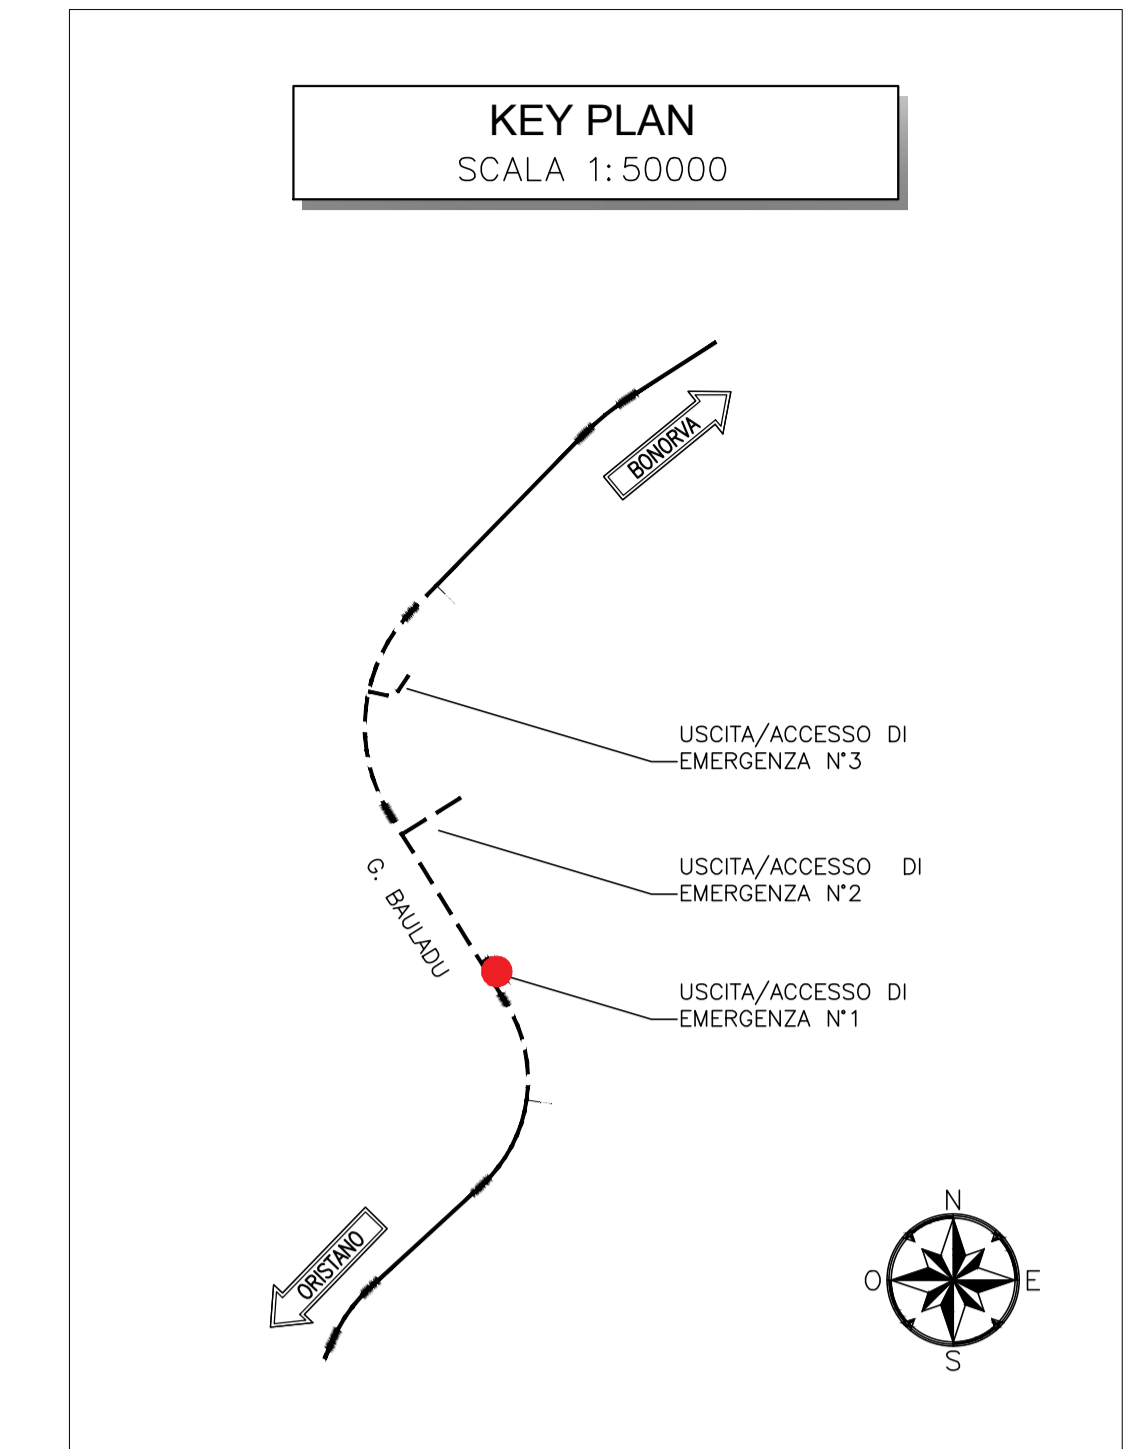 KEY PLAN
SCALA 1:50000
BONORVA
USCITA/ACCESSO DI
EMERGENZA N°3
USCITA/ACCESSO DI
EMERGENZA N°2
G. BAULADU
USCITA/ACCESSO DI
EMERGENZA N°1
ORISTANO
N
O
E
S